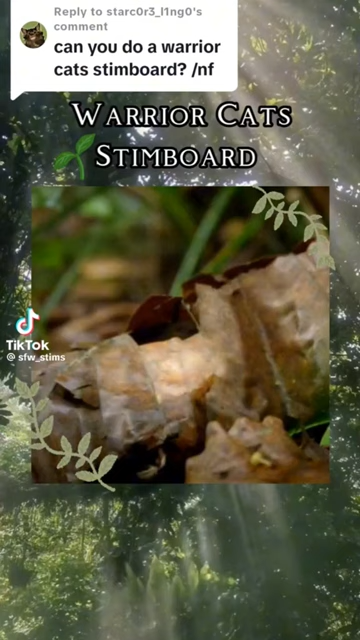 Reply to starc0r3_l1ng0's
comment
can you do a warrior
cats stimboard? /nf
WARRIOR CATS
STIMBOARD
TikTok
@ sfw_stims